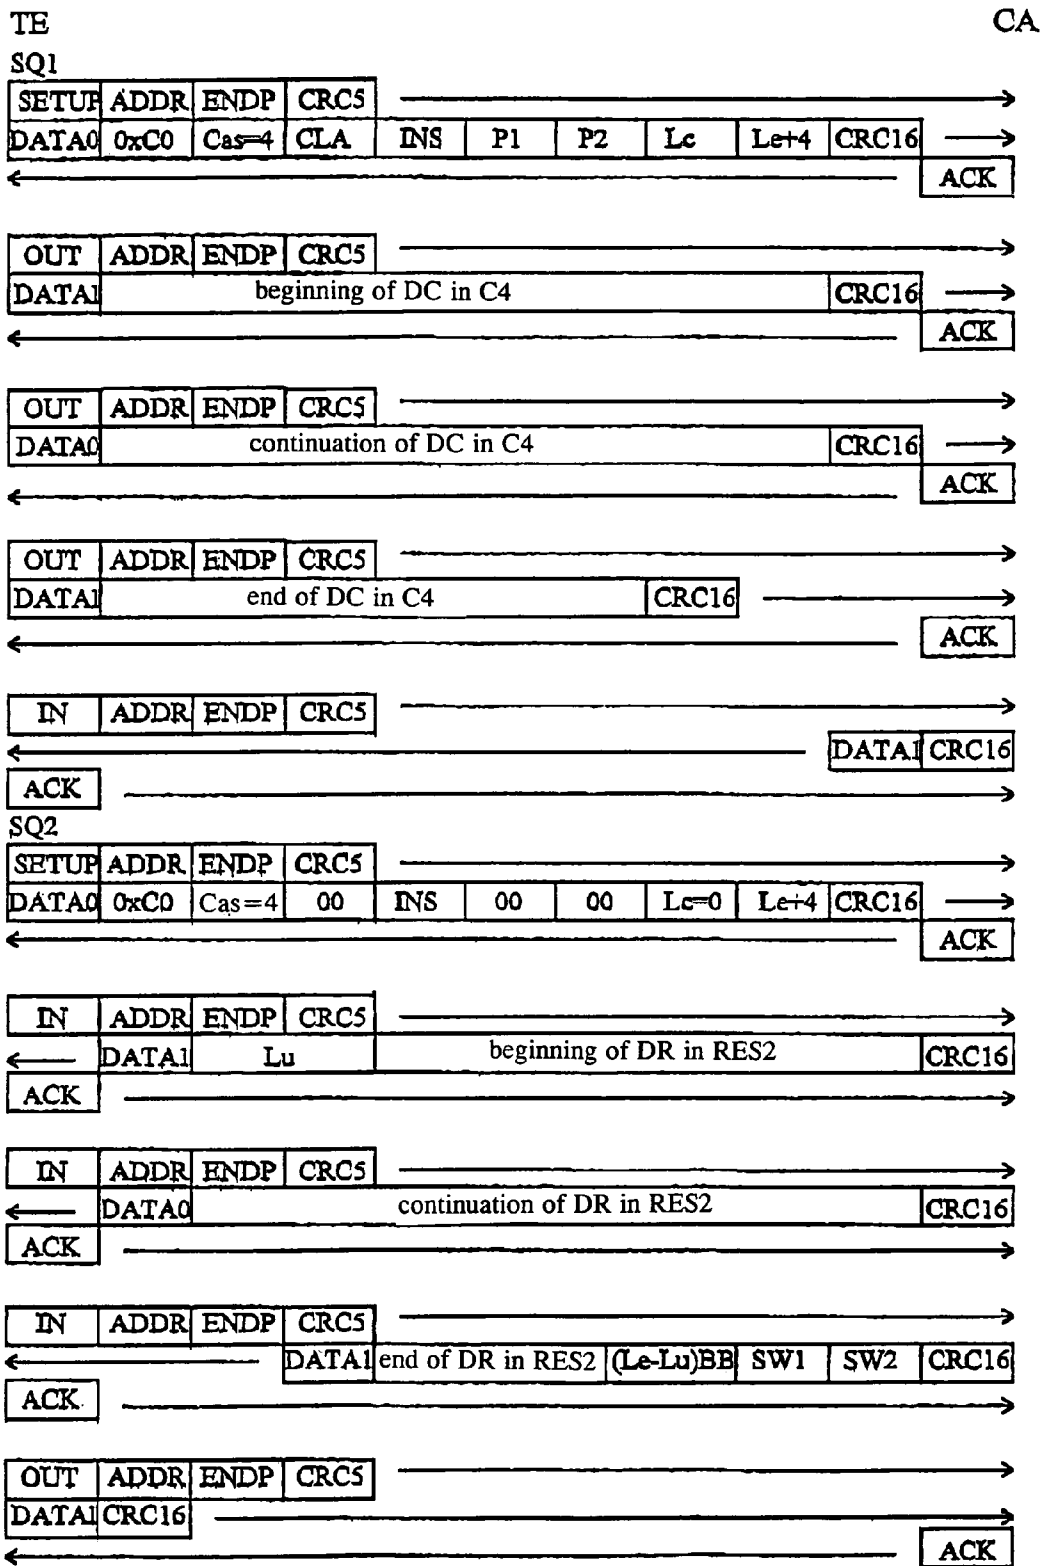 TE CA
SQ1
SETUP ADDR ENDP CRC5
DATA0 0xC0 Cas=4 CLA INS P1 P2 Lc Le+4 CRC16
ACK
OUT ADDR ENDP CRC5
DATA1 beginning of DC in C4 CRC16
ACK
OUT ADDR ENDP CRC5
DATA0 continuation of DC in C4 CRC16
ACK
OUT ADDR ENDP CRC5
DATA1 end of DC in C4 CRC16
ACK
IN ADDR ENDP CRC5
DATA1 CRC16
ACK
SQ2
SETUP ADDR ENDP CRC5
DATA0 0xC0 Cas=4 00 INS 00 00 Lc=0 Le+4 CRC16
ACK
IN ADDR ENDP CRC5
DATA1 Lu beginning of DR in RES2 CRC16
ACK
IN ADDR ENDP CRC5
DATA0 continuation of DR in RES2 CRC16
ACK
IN ADDR ENDP CRC5
DATA1 end of DR in RES2 (Le-Lu)BB SW1 SW2 CRC16
ACK
OUT ADDR ENDP CRC5
DATA1 CRC16
ACK